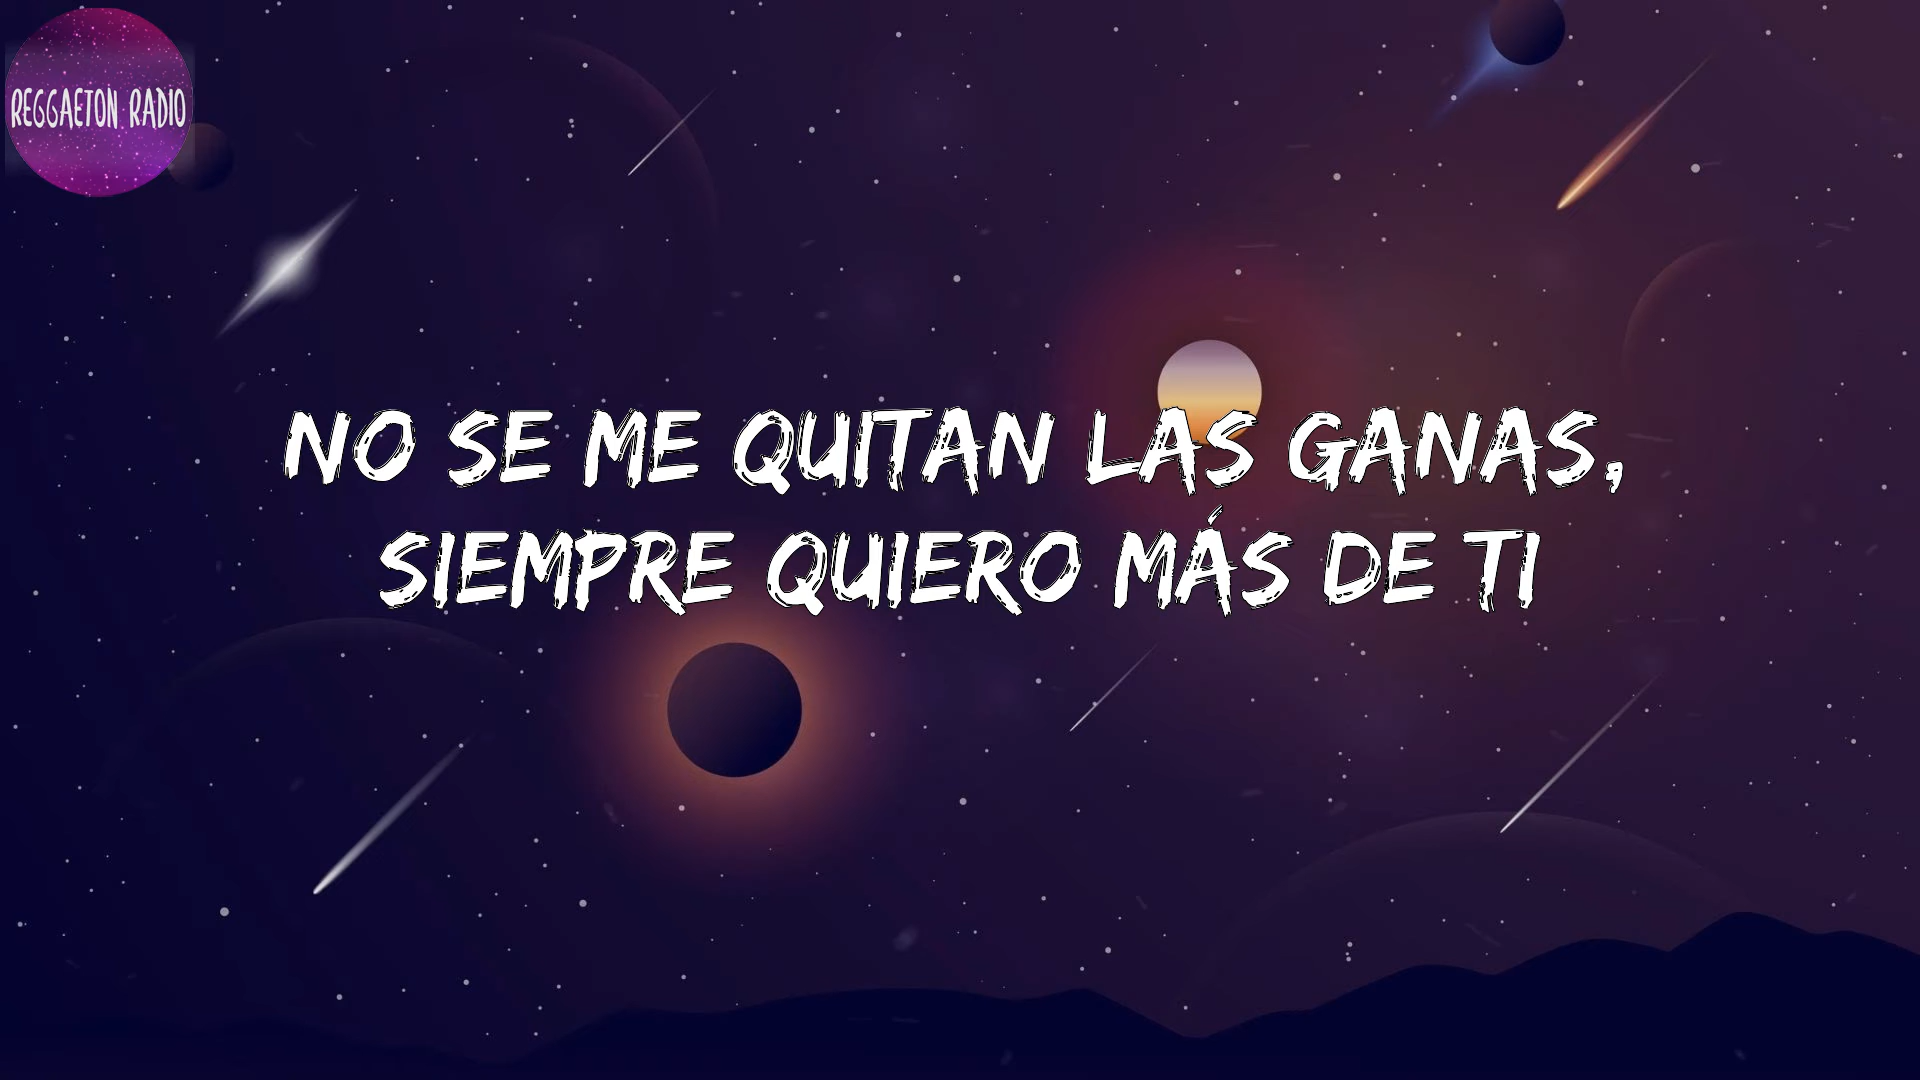 REGGAETON RADIO
NO SE ME QUITAN LAS GANAS,
SIEMPRE QUIERO MÁS DE TI